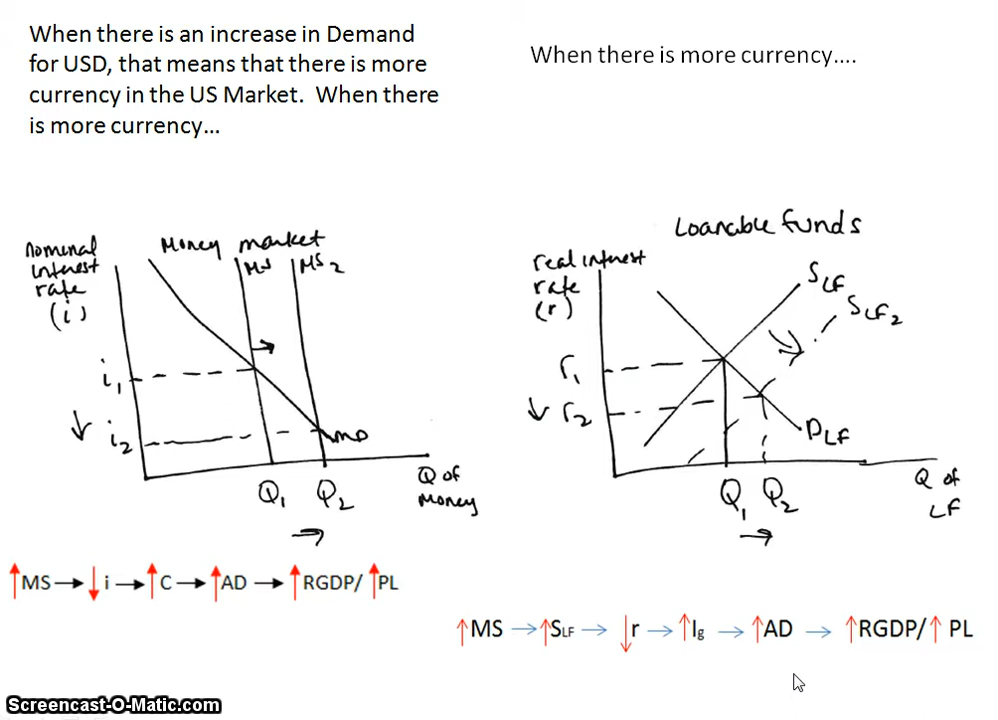 When there is an increase in Demand
for USD, that means that there is more
currency in the US Market.  When there
is more currency...
When there is more currency....
nominal
interest
rate
(i)
Money market
MS
MS2
i1
i2
MD
Q1
Q2
Q of
Money
↑MS→↓i→↑C→↑AD→↑RGDP/↑PL
Loanable funds
real interest
rate
(r)
SLF
SLF2
r1
r2
DLF
Q1
Q2
Q of
LF
↑MS→↑SLF→↓r→↑Ig→↑AD→↑RGDP/↑PL
Screencast-O-Matic.com